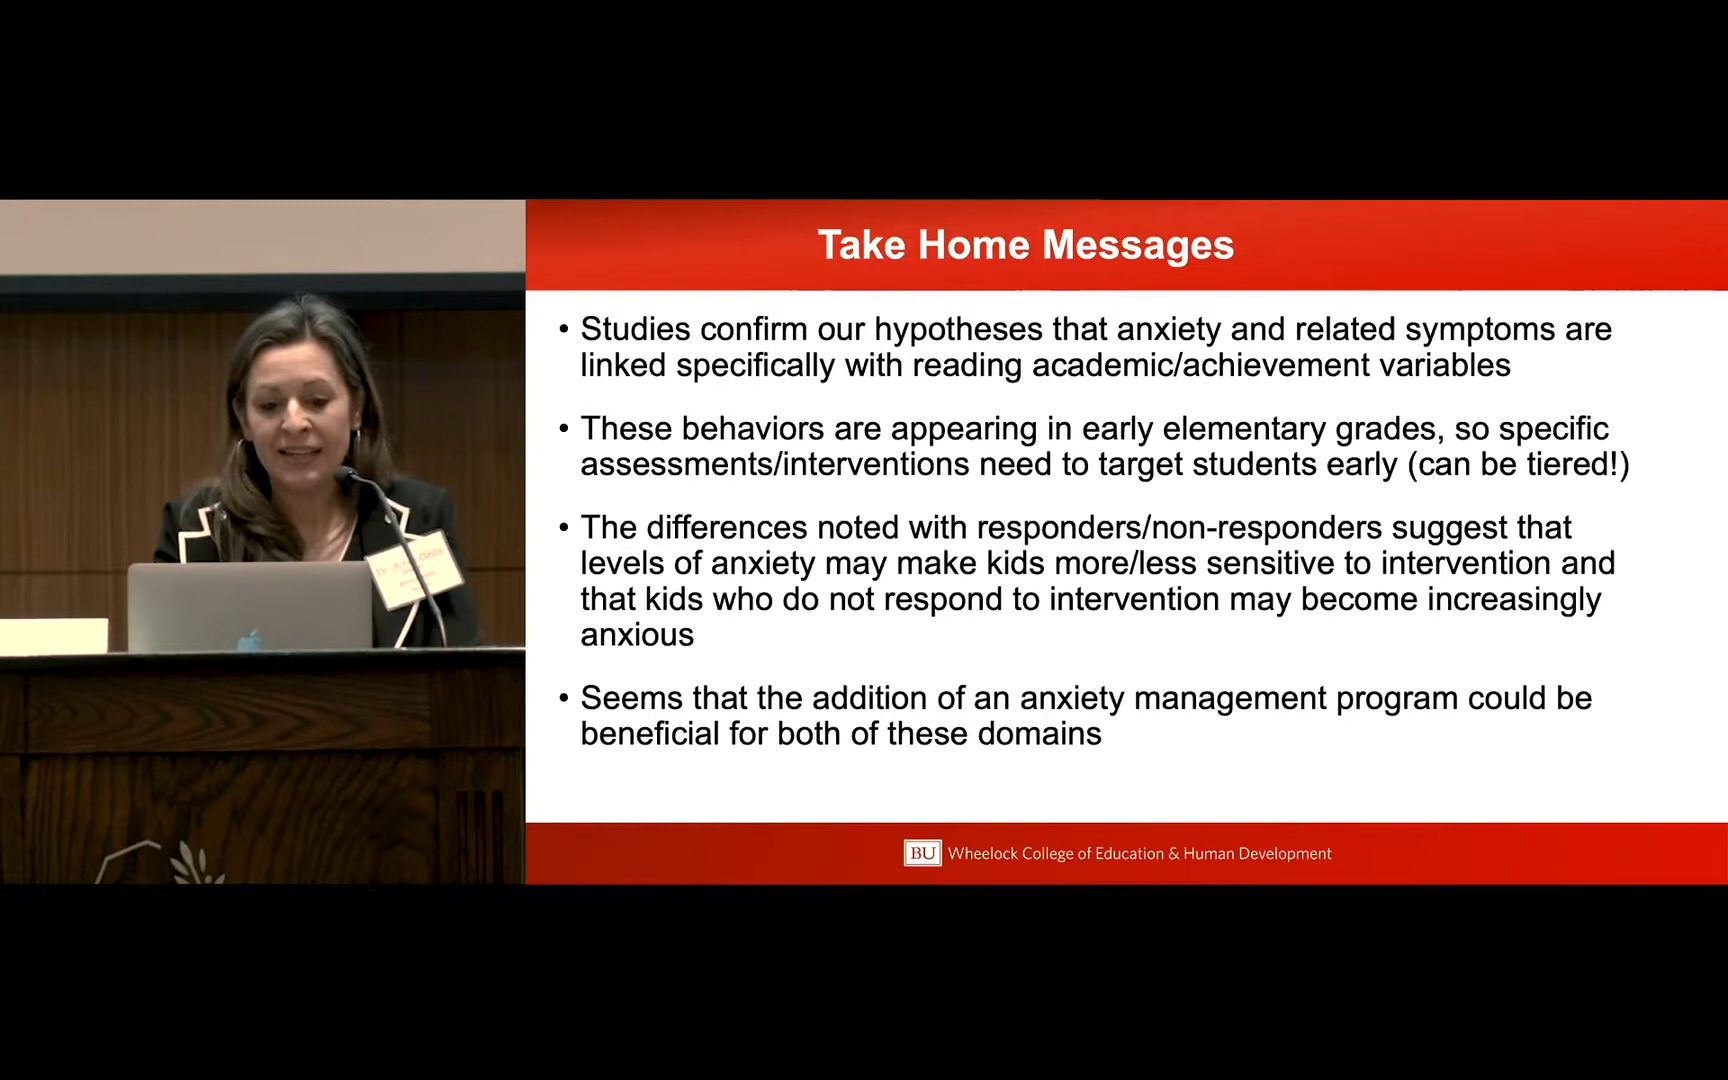 Take Home Messages
• Studies confirm our hypotheses that anxiety and related symptoms are
linked specifically with reading academic/achievement variables
• These behaviors are appearing in early elementary grades, so specific
assessments/interventions need to target students early (can be tiered!)
• The differences noted with responders/non-responders suggest that
levels of anxiety may make kids more/less sensitive to intervention and
that kids who do not respond to intervention may become increasingly
anxious
• Seems that the addition of an anxiety management program could be
beneficial for both of these domains
BU Wheelock College of Education & Human Development
Dr.